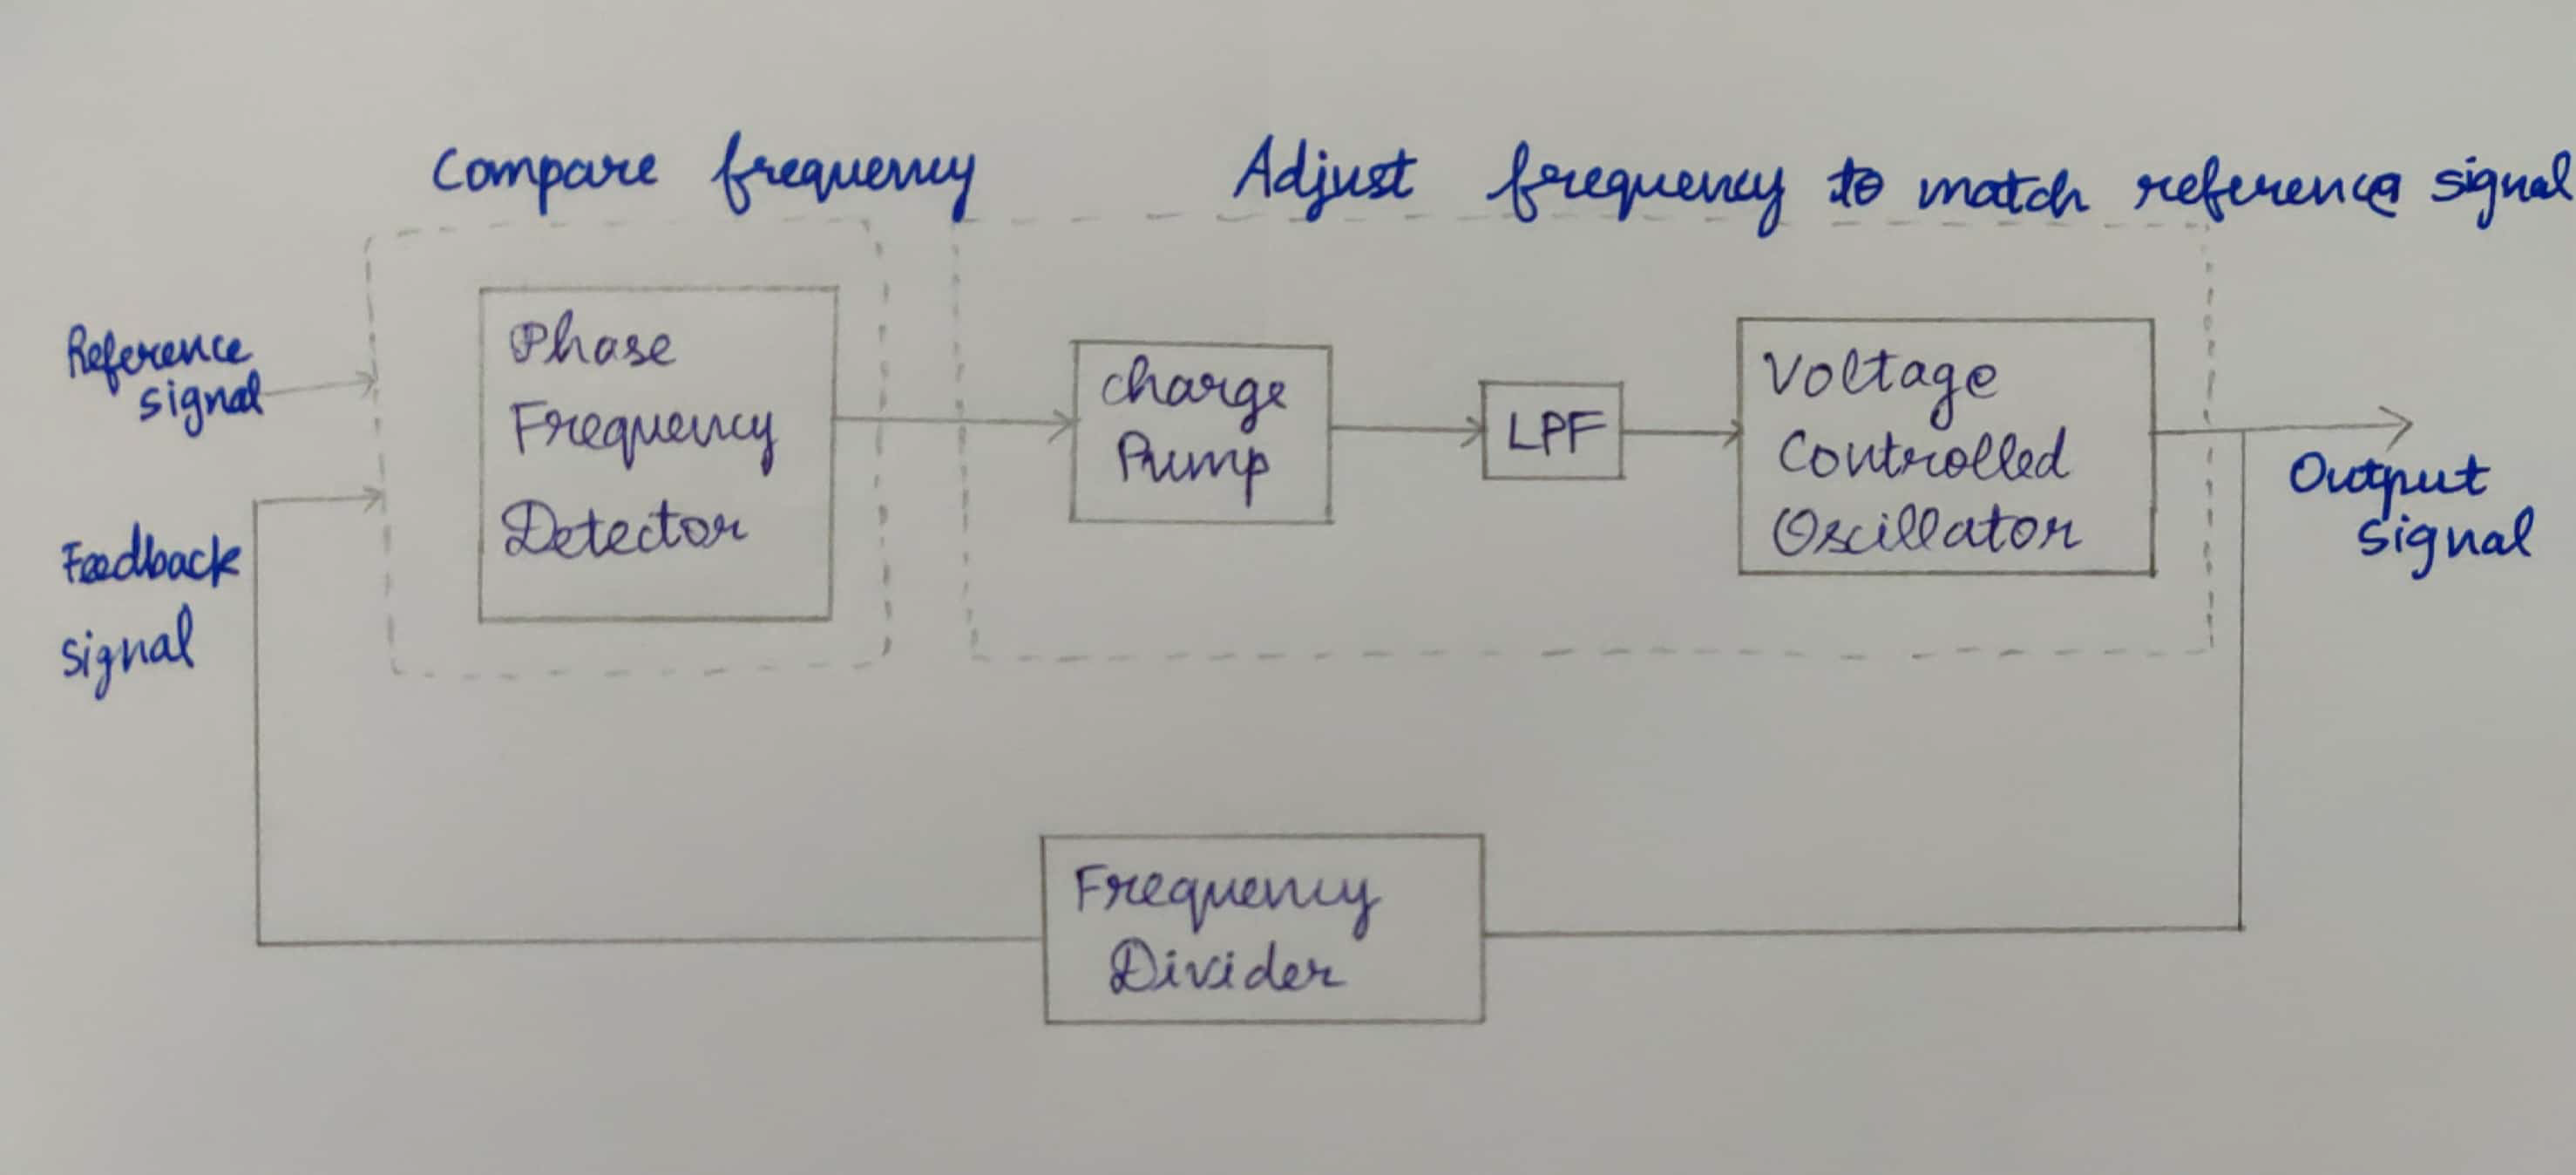 Compare frequency
Adjust frequency to match reference signal
Reference
signal
Phase
Frequency
Detector
Charge
Pump
LPF
Voltage
Controlled
Oscillator
Output
signal
Feedback
signal
Frequency
Divider